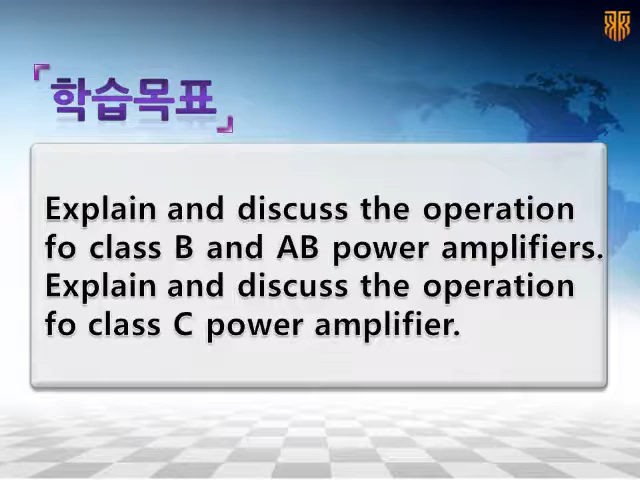 학습목표
Explain and discuss the operation
fo class B and AB power amplifiers.
Explain and discuss the operation
fo class C power amplifier.